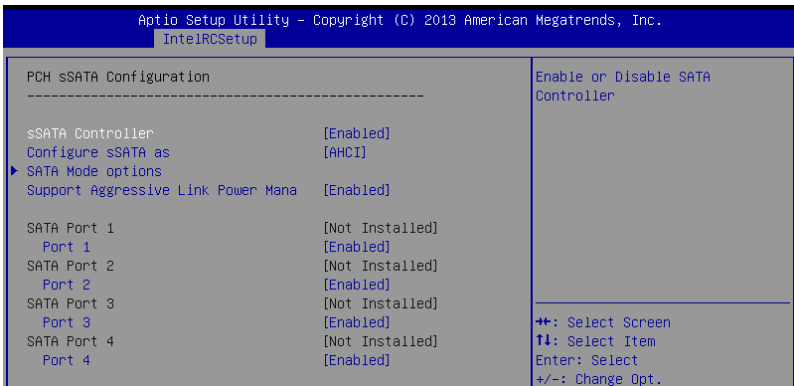 Aptio Setup Utility – Copyright (C) 2013 American Megatrends, Inc.
IntelRCSetup
PCH sSATA Configuration
--------------------------------------------------
sSATA Controller [Enabled]
Configure sSATA as [AHCI]
SATA Mode options
Support Aggressive Link Power Mana [Enabled]
SATA Port 1 [Not Installed]
Port 1 [Enabled]
SATA Port 2 [Not Installed]
Port 2 [Enabled]
SATA Port 3 [Not Installed]
Port 3 [Enabled]
SATA Port 4 [Not Installed]
Port 4 [Enabled]
Enable or Disable SATA
Controller
→←: Select Screen
↑↓: Select Item
Enter: Select
+/-: Change Opt.